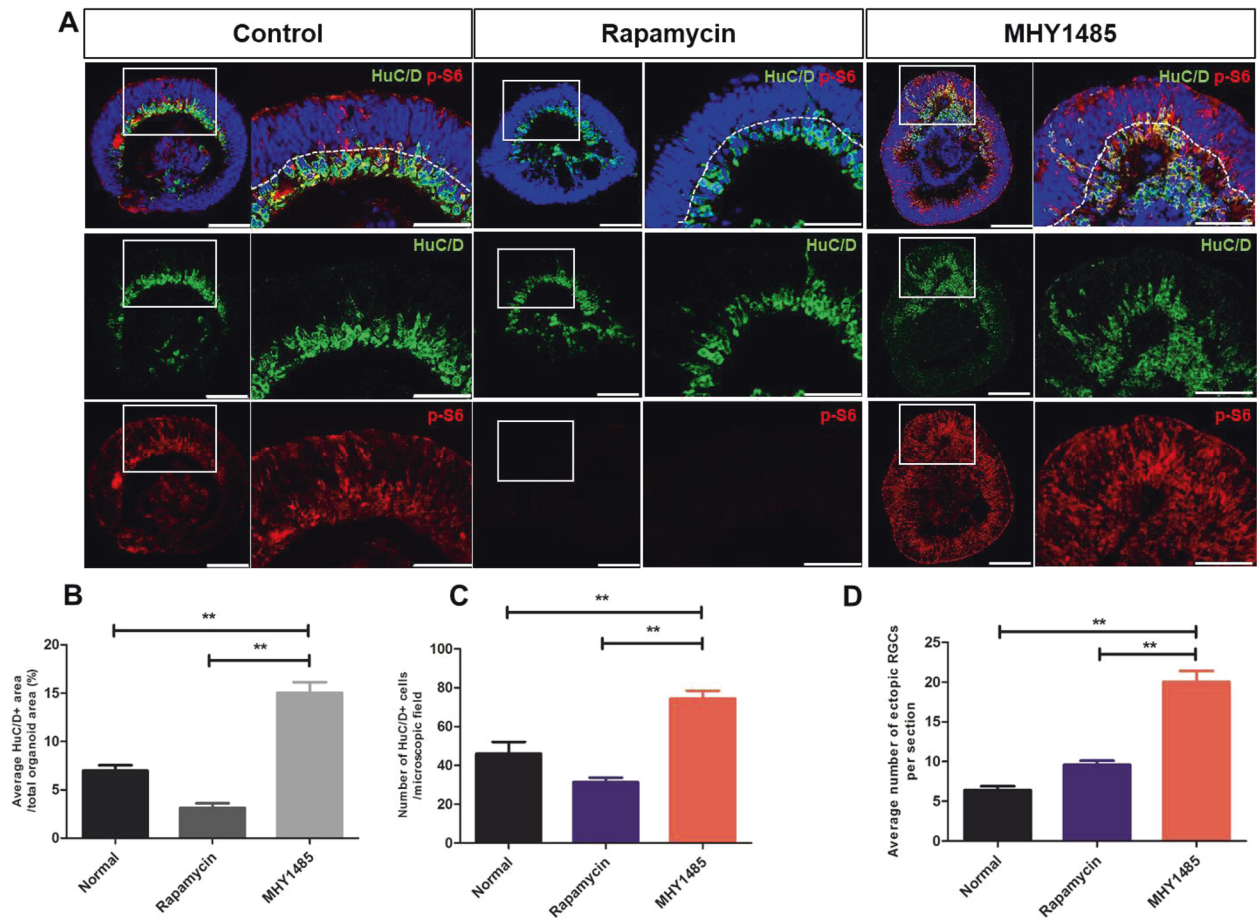 A
Control
Rapamycin
MHY1485
HuC/D p-S6
HuC/D p-S6
HuC/D p-S6
HuC/D
HuC/D
HuC/D
p-S6
p-S6
p-S6
B
Average HuC/D+ area
/total organoid area (%)
20
15
10
5
0
**
**
Normal
Rapamycin
MHY1485
C
Number of HuC/D+ cells
/microscopic field
100
80
60
40
20
0
**
**
Normal
Rapamycin
MHY1485
D
Average number of ectopic RGCs
per section
25
20
15
10
5
0
**
**
Normal
Rapamycin
MHY1485